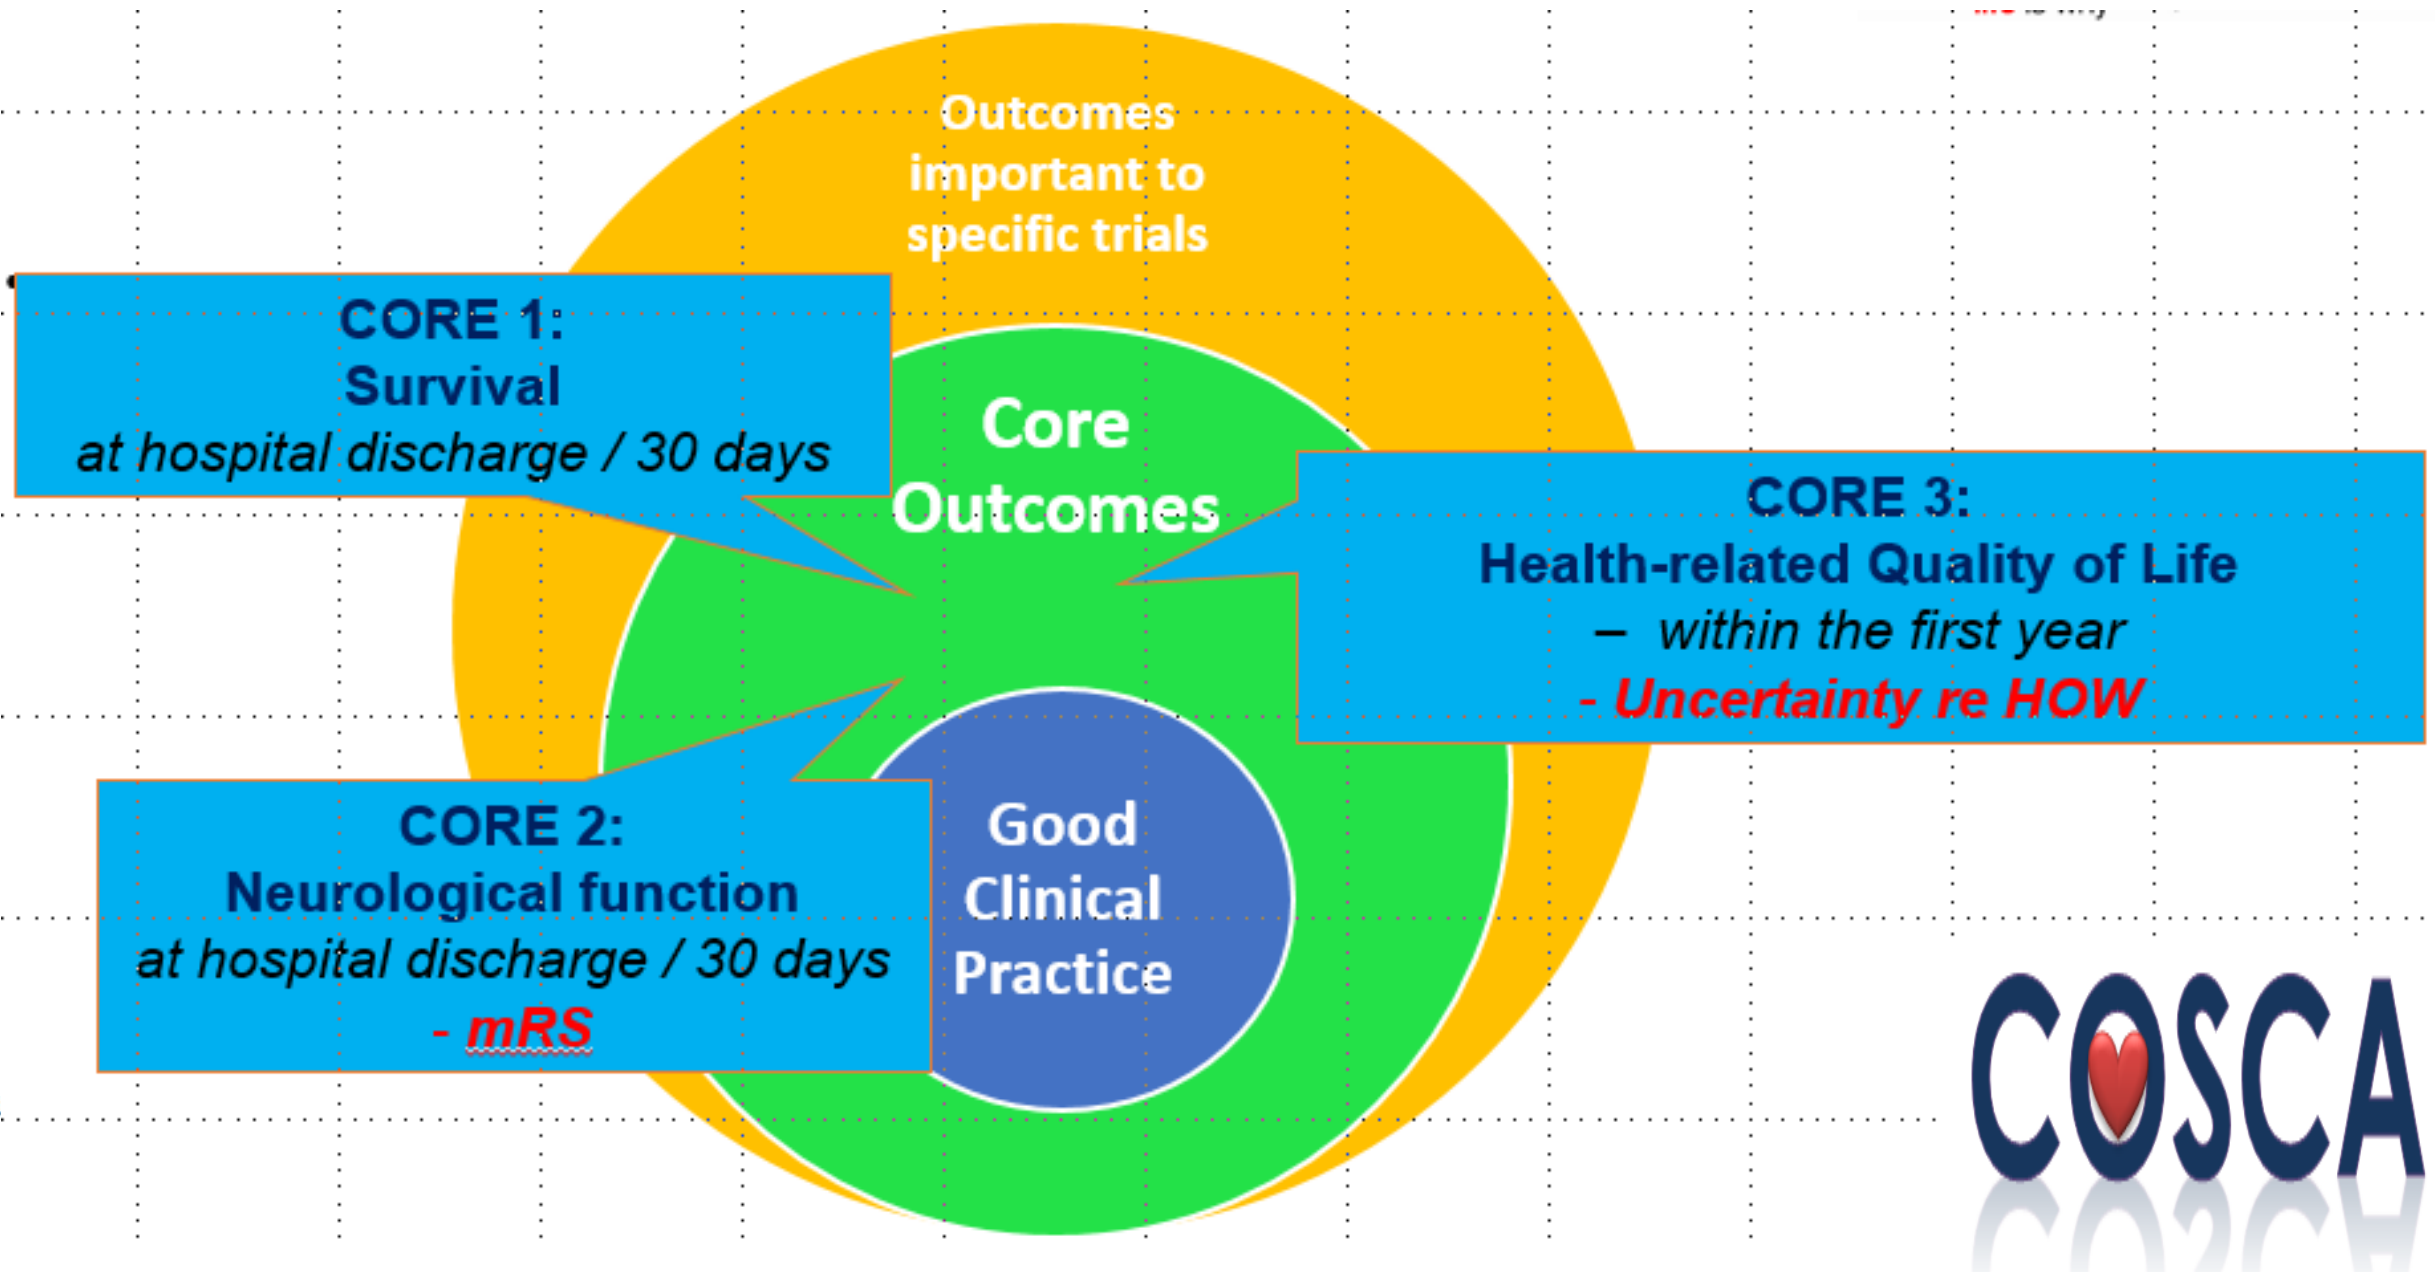 Outcomes
important to
specific trials
CORE 1:
Survival
at hospital discharge / 30 days
Core
Outcomes
CORE 3:
Health-related Quality of Life
– within the first year
- Uncertainty re HOW
CORE 2:
Neurological function
at hospital discharge / 30 days
- mRS
Good
Clinical
Practice
COSCA